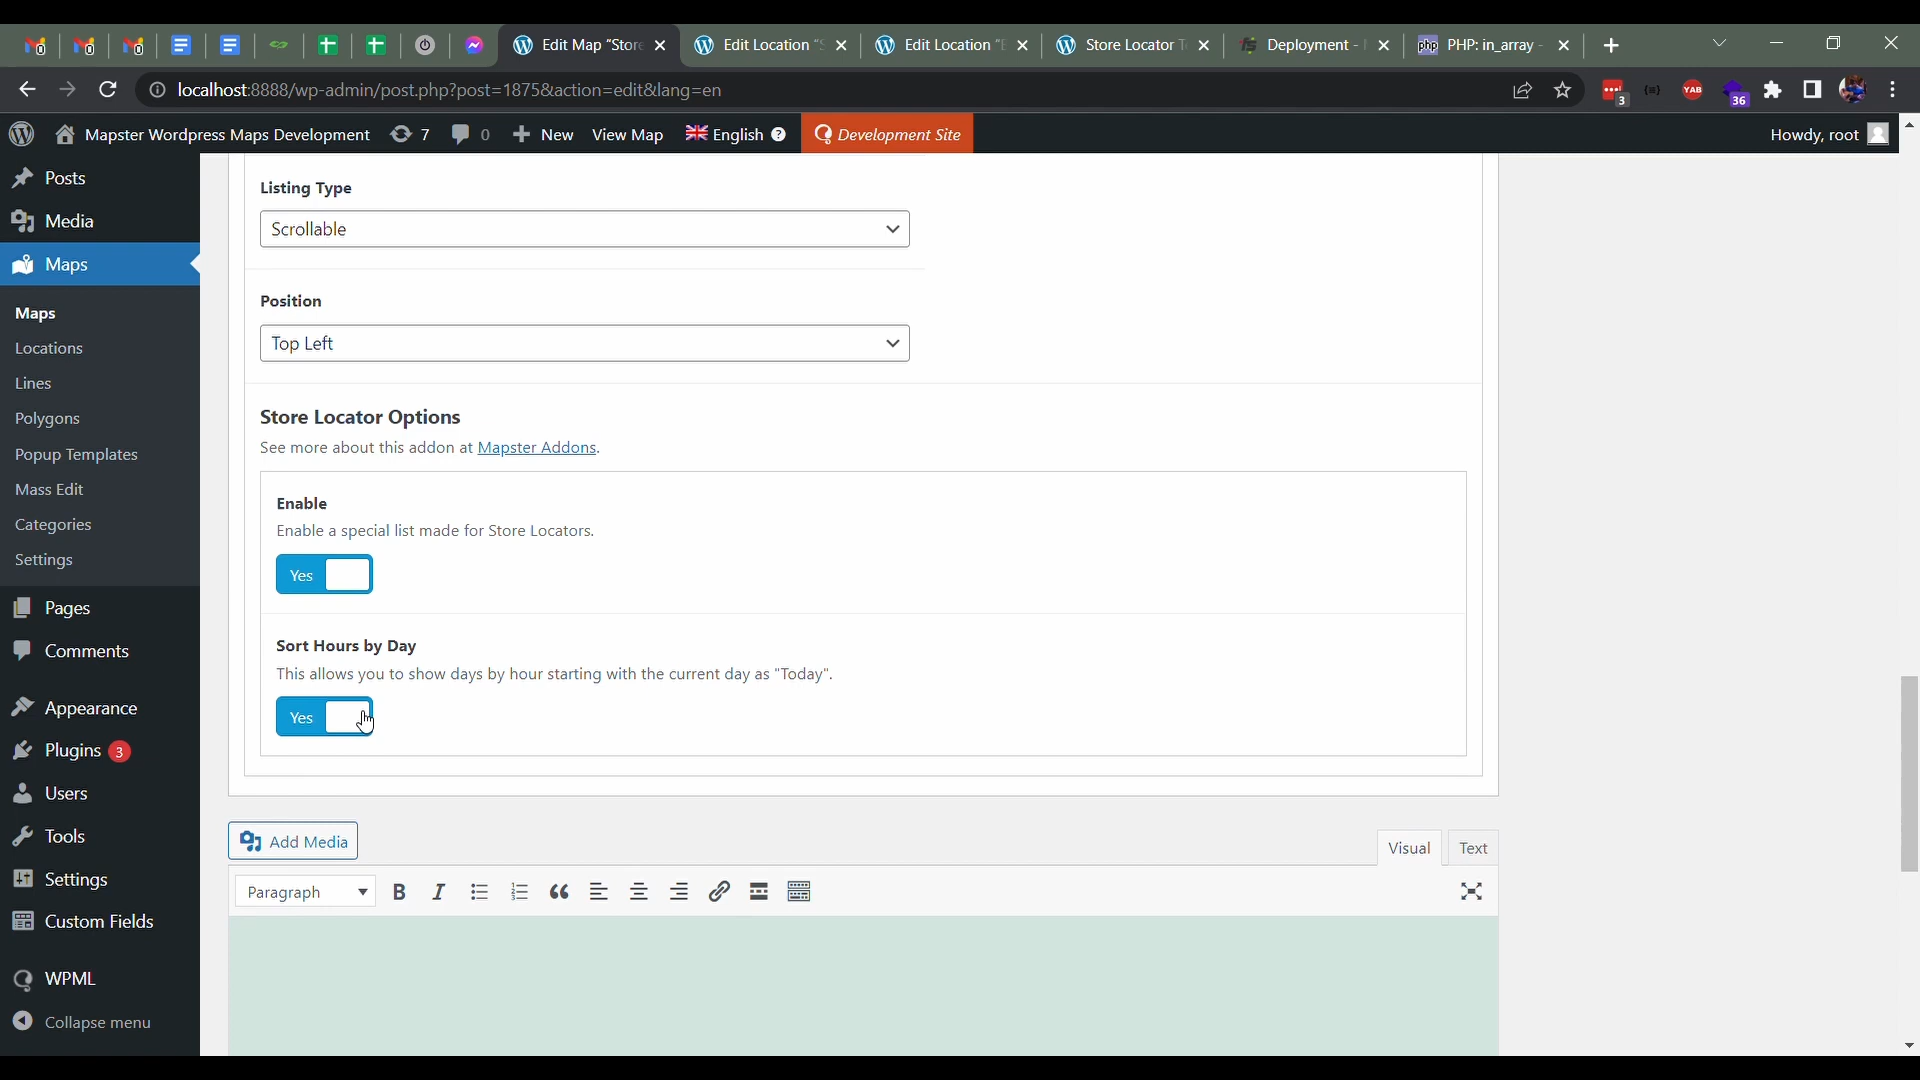 Edit Map "Store
Edit Location "S
Edit Location "E
Store Locator T
Deployment -
PHP: in_array -
localhost:8888/wp-admin/post.php?post=1875&action=edit&lang=en
3
YAB
36
Mapster Wordpress Maps Development
7
0
New
View Map
English
Development Site
Howdy, root
Posts
Media
Maps
Maps
Locations
Lines
Polygons
Popup Templates
Mass Edit
Categories
Settings
Pages
Comments
Appearance
Plugins 3
Users
Tools
Settings
Custom Fields
WPML
Collapse menu
Listing Type
Scrollable
Position
Top Left
Store Locator Options
See more about this addon at Mapster Addons.
Enable
Enable a special list made for Store Locators.
Yes
Sort Hours by Day
This allows you to show days by hour starting with the current day as "Today".
Yes
Add Media
Visual
Text
Paragraph
B
I